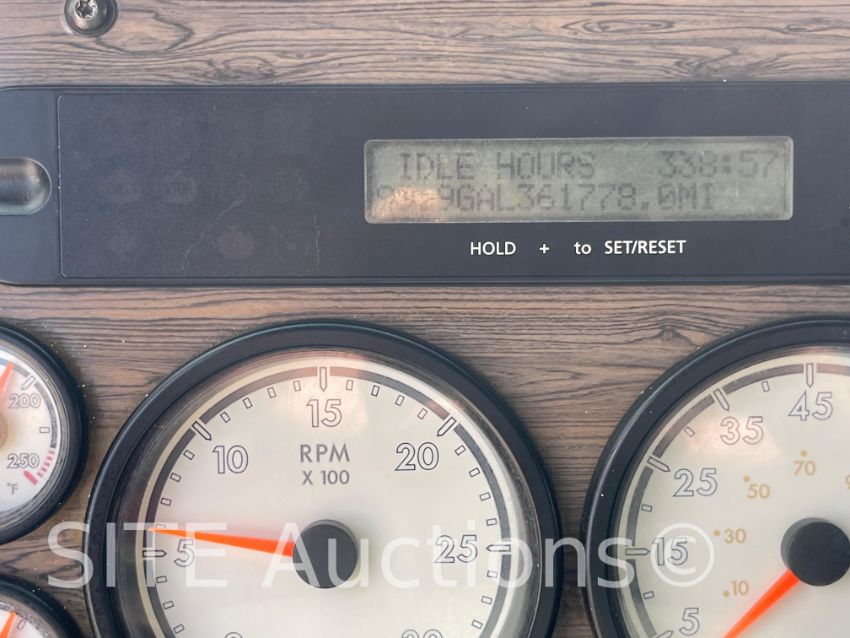 IDLE HOURS 338:57
GAL361778.0MI
HOLD + to SET/RESET
200
250
°F
15
10 20
RPM
X 100
5 25
45
35
25
15
5
70
50
30
10
SITE Auctions©